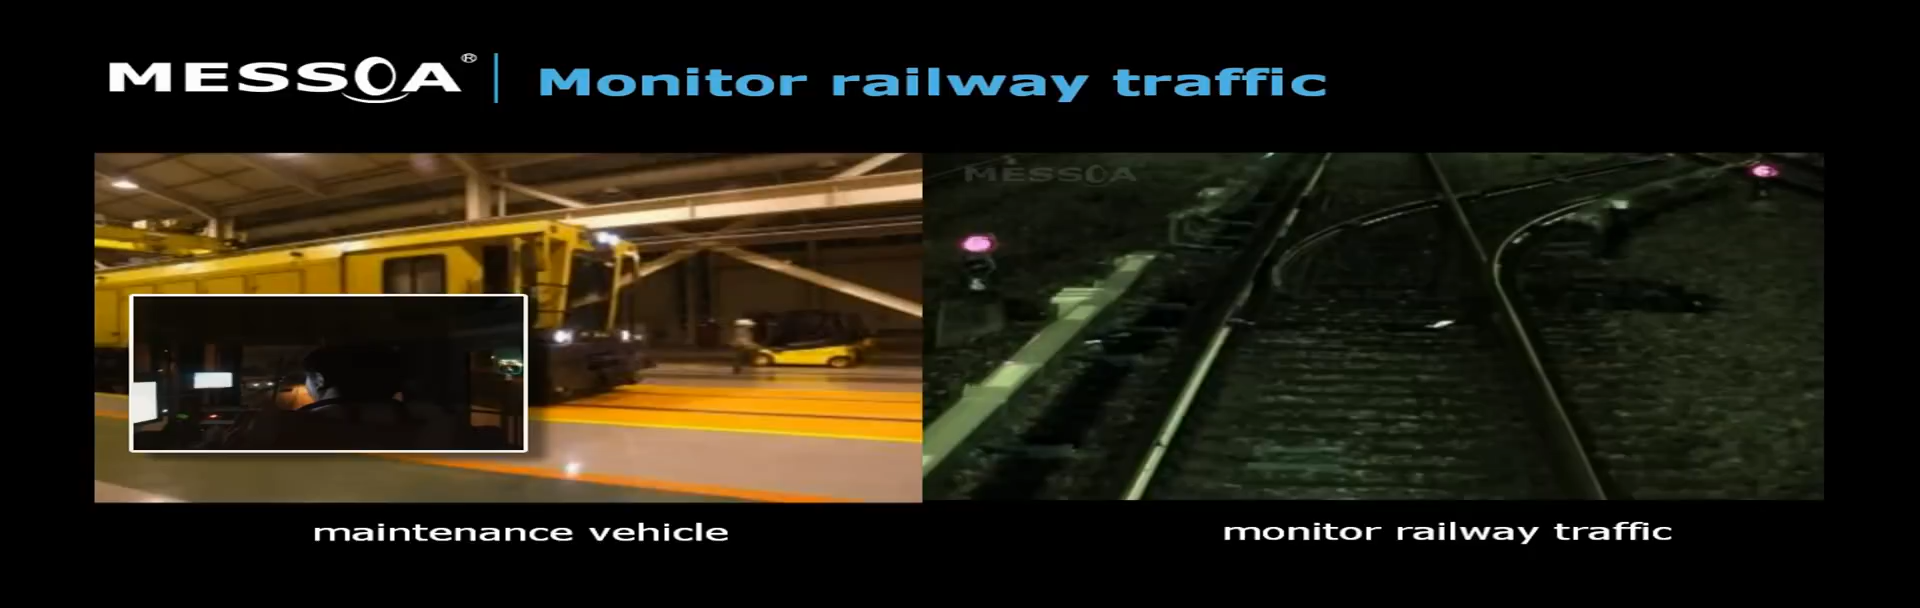 MESSOA® | Monitor railway traffic
MESSOA
maintenance vehicle
monitor railway traffic